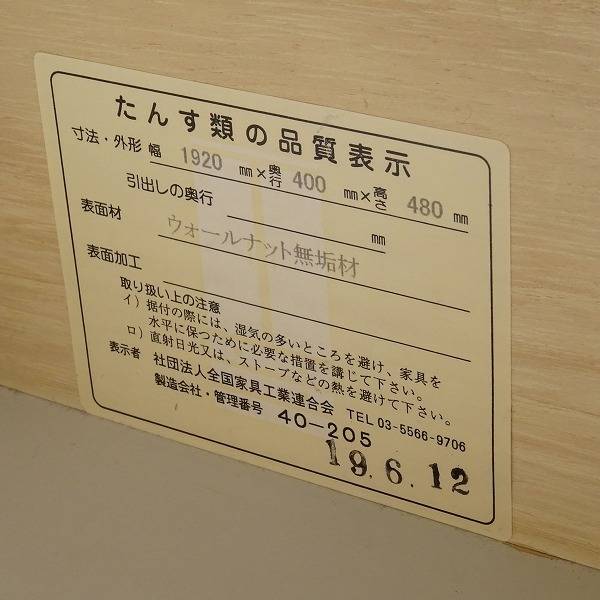 たんす類の品質表示
寸法・外形 幅 1920 mm×奥行 400 mm×高さ 480 mm
引出しの奥行 mm
表面材 ウォールナット無垢材
表面加工
取り扱い上の注意
イ）据付の際には、湿気の多いところを避け、家具を
水平に保つために必要な措置を講じて下さい。
ロ）直射日光又は、ストーブなどの熱を避けて下さい。
表示者 社団法人全国家具工業連合会 TEL 03-5566-9706
製造会社・管理番号 40-205
19.6.12